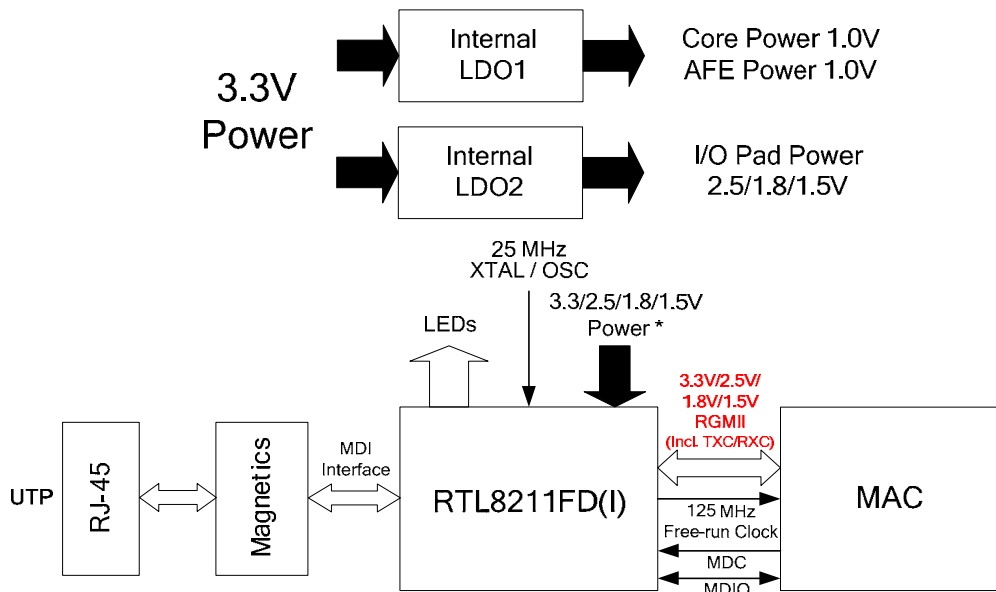 3.3V
Power
Internal
LDO1
Core Power 1.0V
AFE Power 1.0V
Internal
LDO2
I/O Pad Power
2.5/1.8/1.5V
25 MHz
XTAL / OSC
3.3/2.5/1.8/1.5V
Power *
LEDs
3.3V/2.5V/
1.8V/1.5V
RGMII
(Incl. TXC/RXC)
UTP
RJ-45
Magnetics
MDI
Interface
RTL8211FD(I)
125 MHz
Free-run Clock
MDC
MDIO
MAC